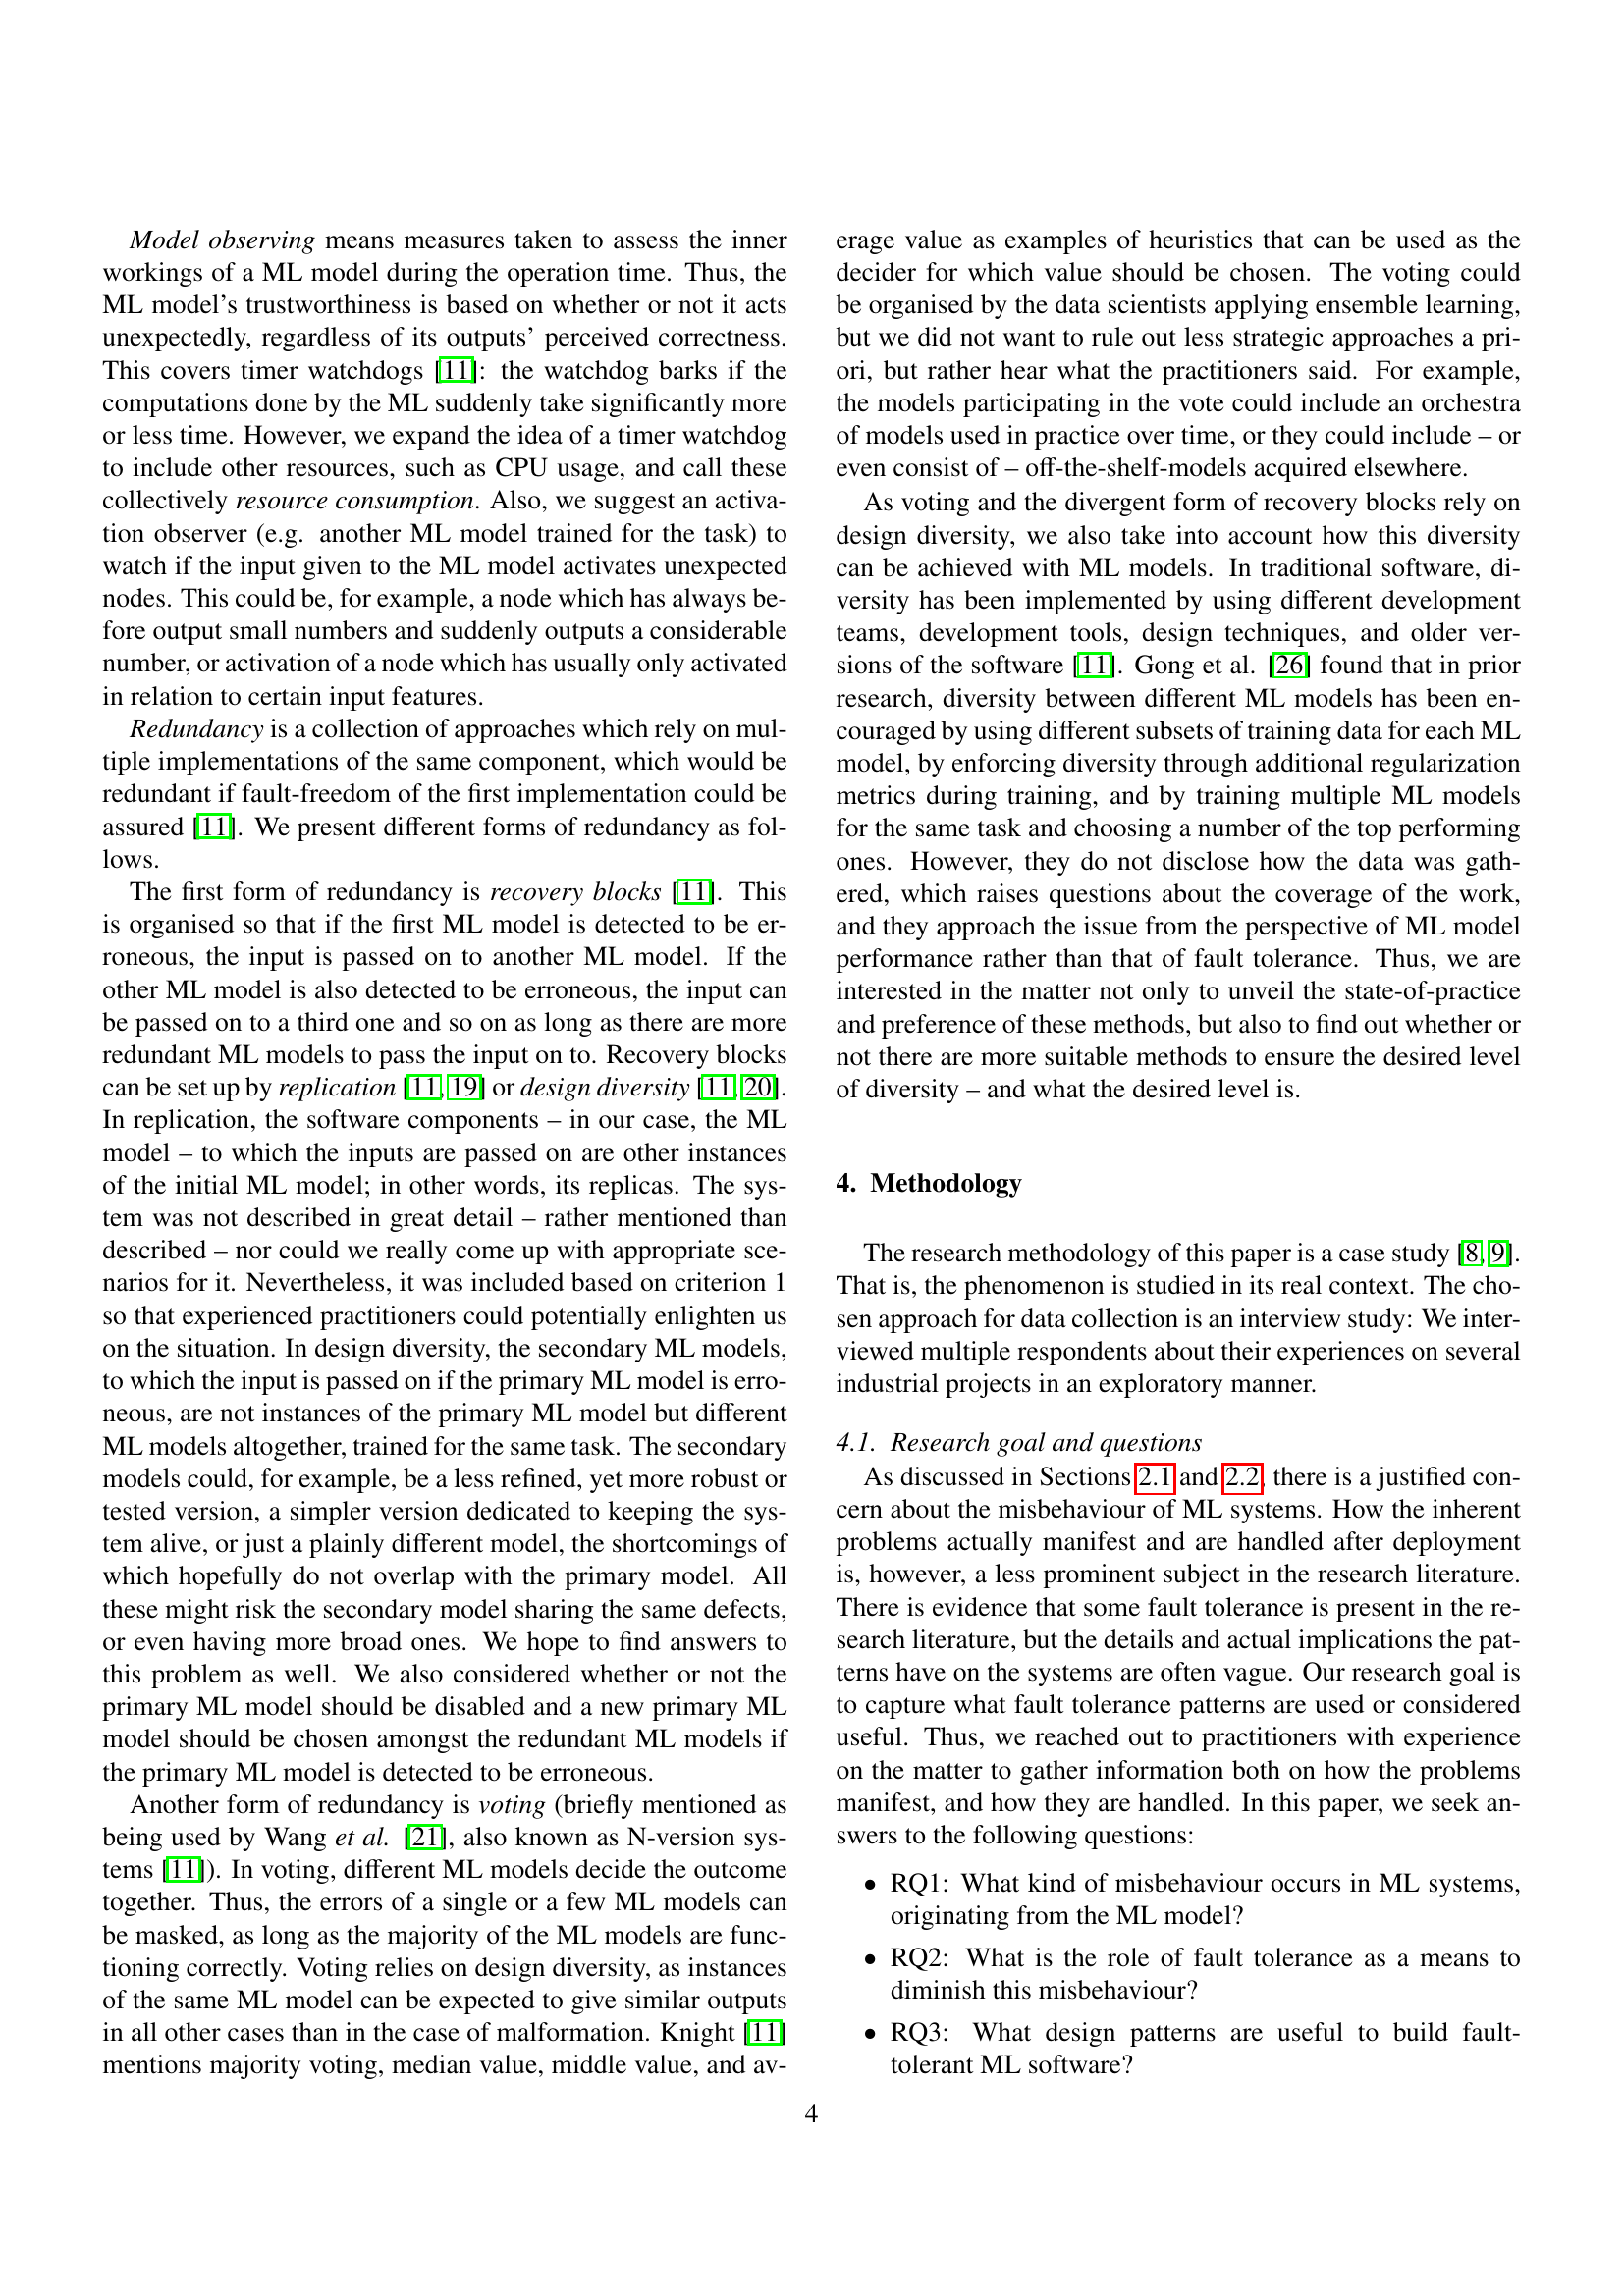 Model observing means measures taken to assess the inner
workings of a ML model during the operation time. Thus, the
ML model's trustworthiness is based on whether or not it acts
unexpectedly, regardless of its outputs' perceived correctness.
This covers timer watchdogs [11]: the watchdog barks if the
computations done by the ML suddenly take significantly more
or less time. However, we expand the idea of a timer watchdog
to include other resources, such as CPU usage, and call these
collectively resource consumption. Also, we suggest an activa-
tion observer (e.g. another ML model trained for the task) to
watch if the input given to the ML model activates unexpected
nodes. This could be, for example, a node which has always be-
fore output small numbers and suddenly outputs a considerable
number, or activation of a node which has usually only activated
in relation to certain input features.
Redundancy is a collection of approaches which rely on mul-
tiple implementations of the same component, which would be
redundant if fault-freedom of the first implementation could be
assured [11]. We present different forms of redundancy as fol-
lows.
The first form of redundancy is recovery blocks [11]. This
is organised so that if the first ML model is detected to be er-
roneous, the input is passed on to another ML model. If the
other ML model is also detected to be erroneous, the input can
be passed on to a third one and so on as long as there are more
redundant ML models to pass the input on to. Recovery blocks
can be set up by replication [11, 19] or design diversity [11, 20].
In replication, the software components – in our case, the ML
model – to which the inputs are passed on are other instances
of the initial ML model; in other words, its replicas. The sys-
tem was not described in great detail – rather mentioned than
described – nor could we really come up with appropriate sce-
narios for it. Nevertheless, it was included based on criterion 1
so that experienced practitioners could potentially enlighten us
on the situation. In design diversity, the secondary ML models,
to which the input is passed on if the primary ML model is erro-
neous, are not instances of the primary ML model but different
ML models altogether, trained for the same task. The secondary
models could, for example, be a less refined, yet more robust or
tested version, a simpler version dedicated to keeping the sys-
tem alive, or just a plainly different model, the shortcomings of
which hopefully do not overlap with the primary model. All
these might risk the secondary model sharing the same defects,
or even having more broad ones. We hope to find answers to
this problem as well. We also considered whether or not the
primary ML model should be disabled and a new primary ML
model should be chosen amongst the redundant ML models if
the primary ML model is detected to be erroneous.
Another form of redundancy is voting (briefly mentioned as
being used by Wang et al. [21], also known as N-version sys-
tems [11]). In voting, different ML models decide the outcome
together. Thus, the errors of a single or a few ML models can
be masked, as long as the majority of the ML models are func-
tioning correctly. Voting relies on design diversity, as instances
of the same ML model can be expected to give similar outputs
in all other cases than in the case of malformation. Knight [11]
mentions majority voting, median value, middle value, and av-
erage value as examples of heuristics that can be used as the
decider for which value should be chosen. The voting could
be organised by the data scientists applying ensemble learning,
but we did not want to rule out less strategic approaches a pri-
ori, but rather hear what the practitioners said. For example,
the models participating in the vote could include an orchestra
of models used in practice over time, or they could include – or
even consist of – off-the-shelf-models acquired elsewhere.
As voting and the divergent form of recovery blocks rely on
design diversity, we also take into account how this diversity
can be achieved with ML models. In traditional software, di-
versity has been implemented by using different development
teams, development tools, design techniques, and older ver-
sions of the software [11]. Gong et al. [26] found that in prior
research, diversity between different ML models has been en-
couraged by using different subsets of training data for each ML
model, by enforcing diversity through additional regularization
metrics during training, and by training multiple ML models
for the same task and choosing a number of the top performing
ones. However, they do not disclose how the data was gath-
ered, which raises questions about the coverage of the work,
and they approach the issue from the perspective of ML model
performance rather than that of fault tolerance. Thus, we are
interested in the matter not only to unveil the state-of-practice
and preference of these methods, but also to find out whether or
not there are more suitable methods to ensure the desired level
of diversity – and what the desired level is.
4. Methodology
The research methodology of this paper is a case study [8, 9].
That is, the phenomenon is studied in its real context. The cho-
sen approach for data collection is an interview study: We inter-
viewed multiple respondents about their experiences on several
industrial projects in an exploratory manner.
4.1. Research goal and questions
As discussed in Sections 2.1 and 2.2, there is a justified con-
cern about the misbehaviour of ML systems. How the inherent
problems actually manifest and are handled after deployment
is, however, a less prominent subject in the research literature.
There is evidence that some fault tolerance is present in the re-
search literature, but the details and actual implications the pat-
terns have on the systems are often vague. Our research goal is
to capture what fault tolerance patterns are used or considered
useful. Thus, we reached out to practitioners with experience
on the matter to gather information both on how the problems
manifest, and how they are handled. In this paper, we seek an-
swers to the following questions:
• RQ1: What kind of misbehaviour occurs in ML systems,
originating from the ML model?
• RQ2: What is the role of fault tolerance as a means to
diminish this misbehaviour?
• RQ3: What design patterns are useful to build fault-
tolerant ML software?
4